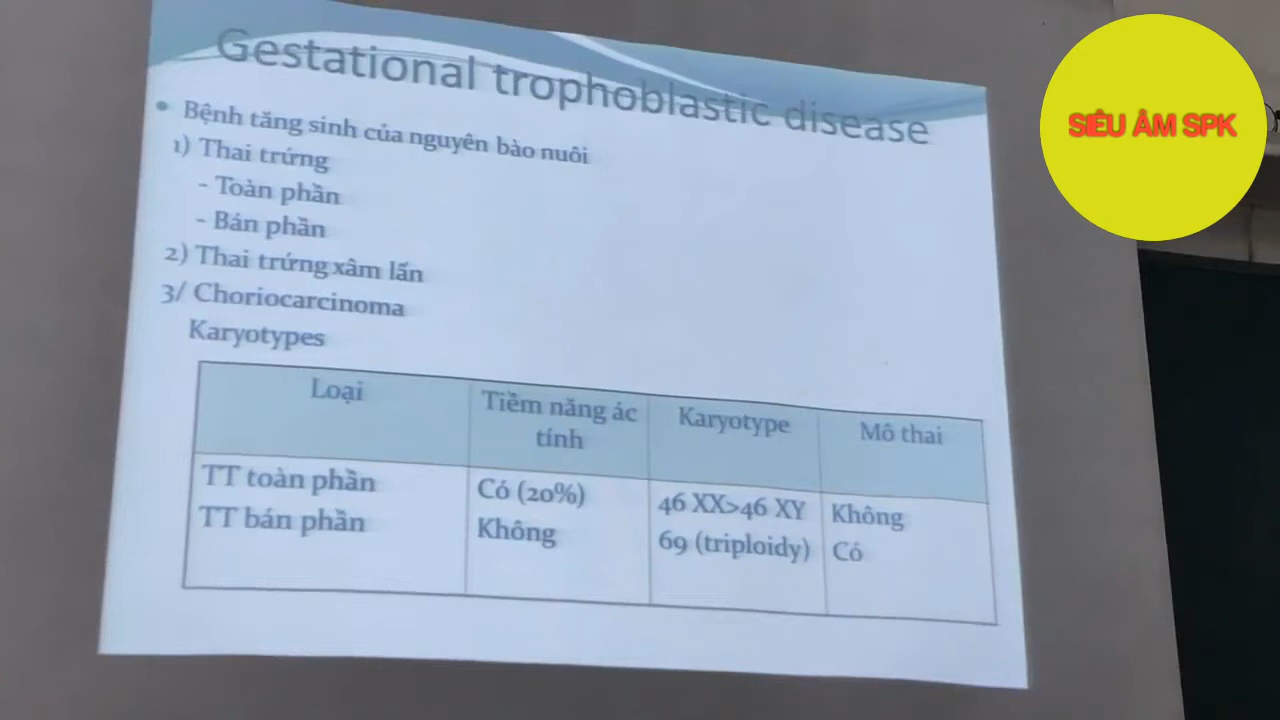 Gestational trophoblastic disease
SIÊU ÂM SPK
• Bệnh tăng sinh của nguyên bào nuôi
1) Thai trứng
- Toàn phần
- Bán phần
2) Thai trứng xâm lấn
3/ Choriocarcinoma
Karyotypes
Loại
Tiềm năng ác
tính
Karyotype
Mô thai
TT toàn phần
Có (20%)
46 XX>46 XY
Không
TT bán phần
Không
69 (triploidy)
Có